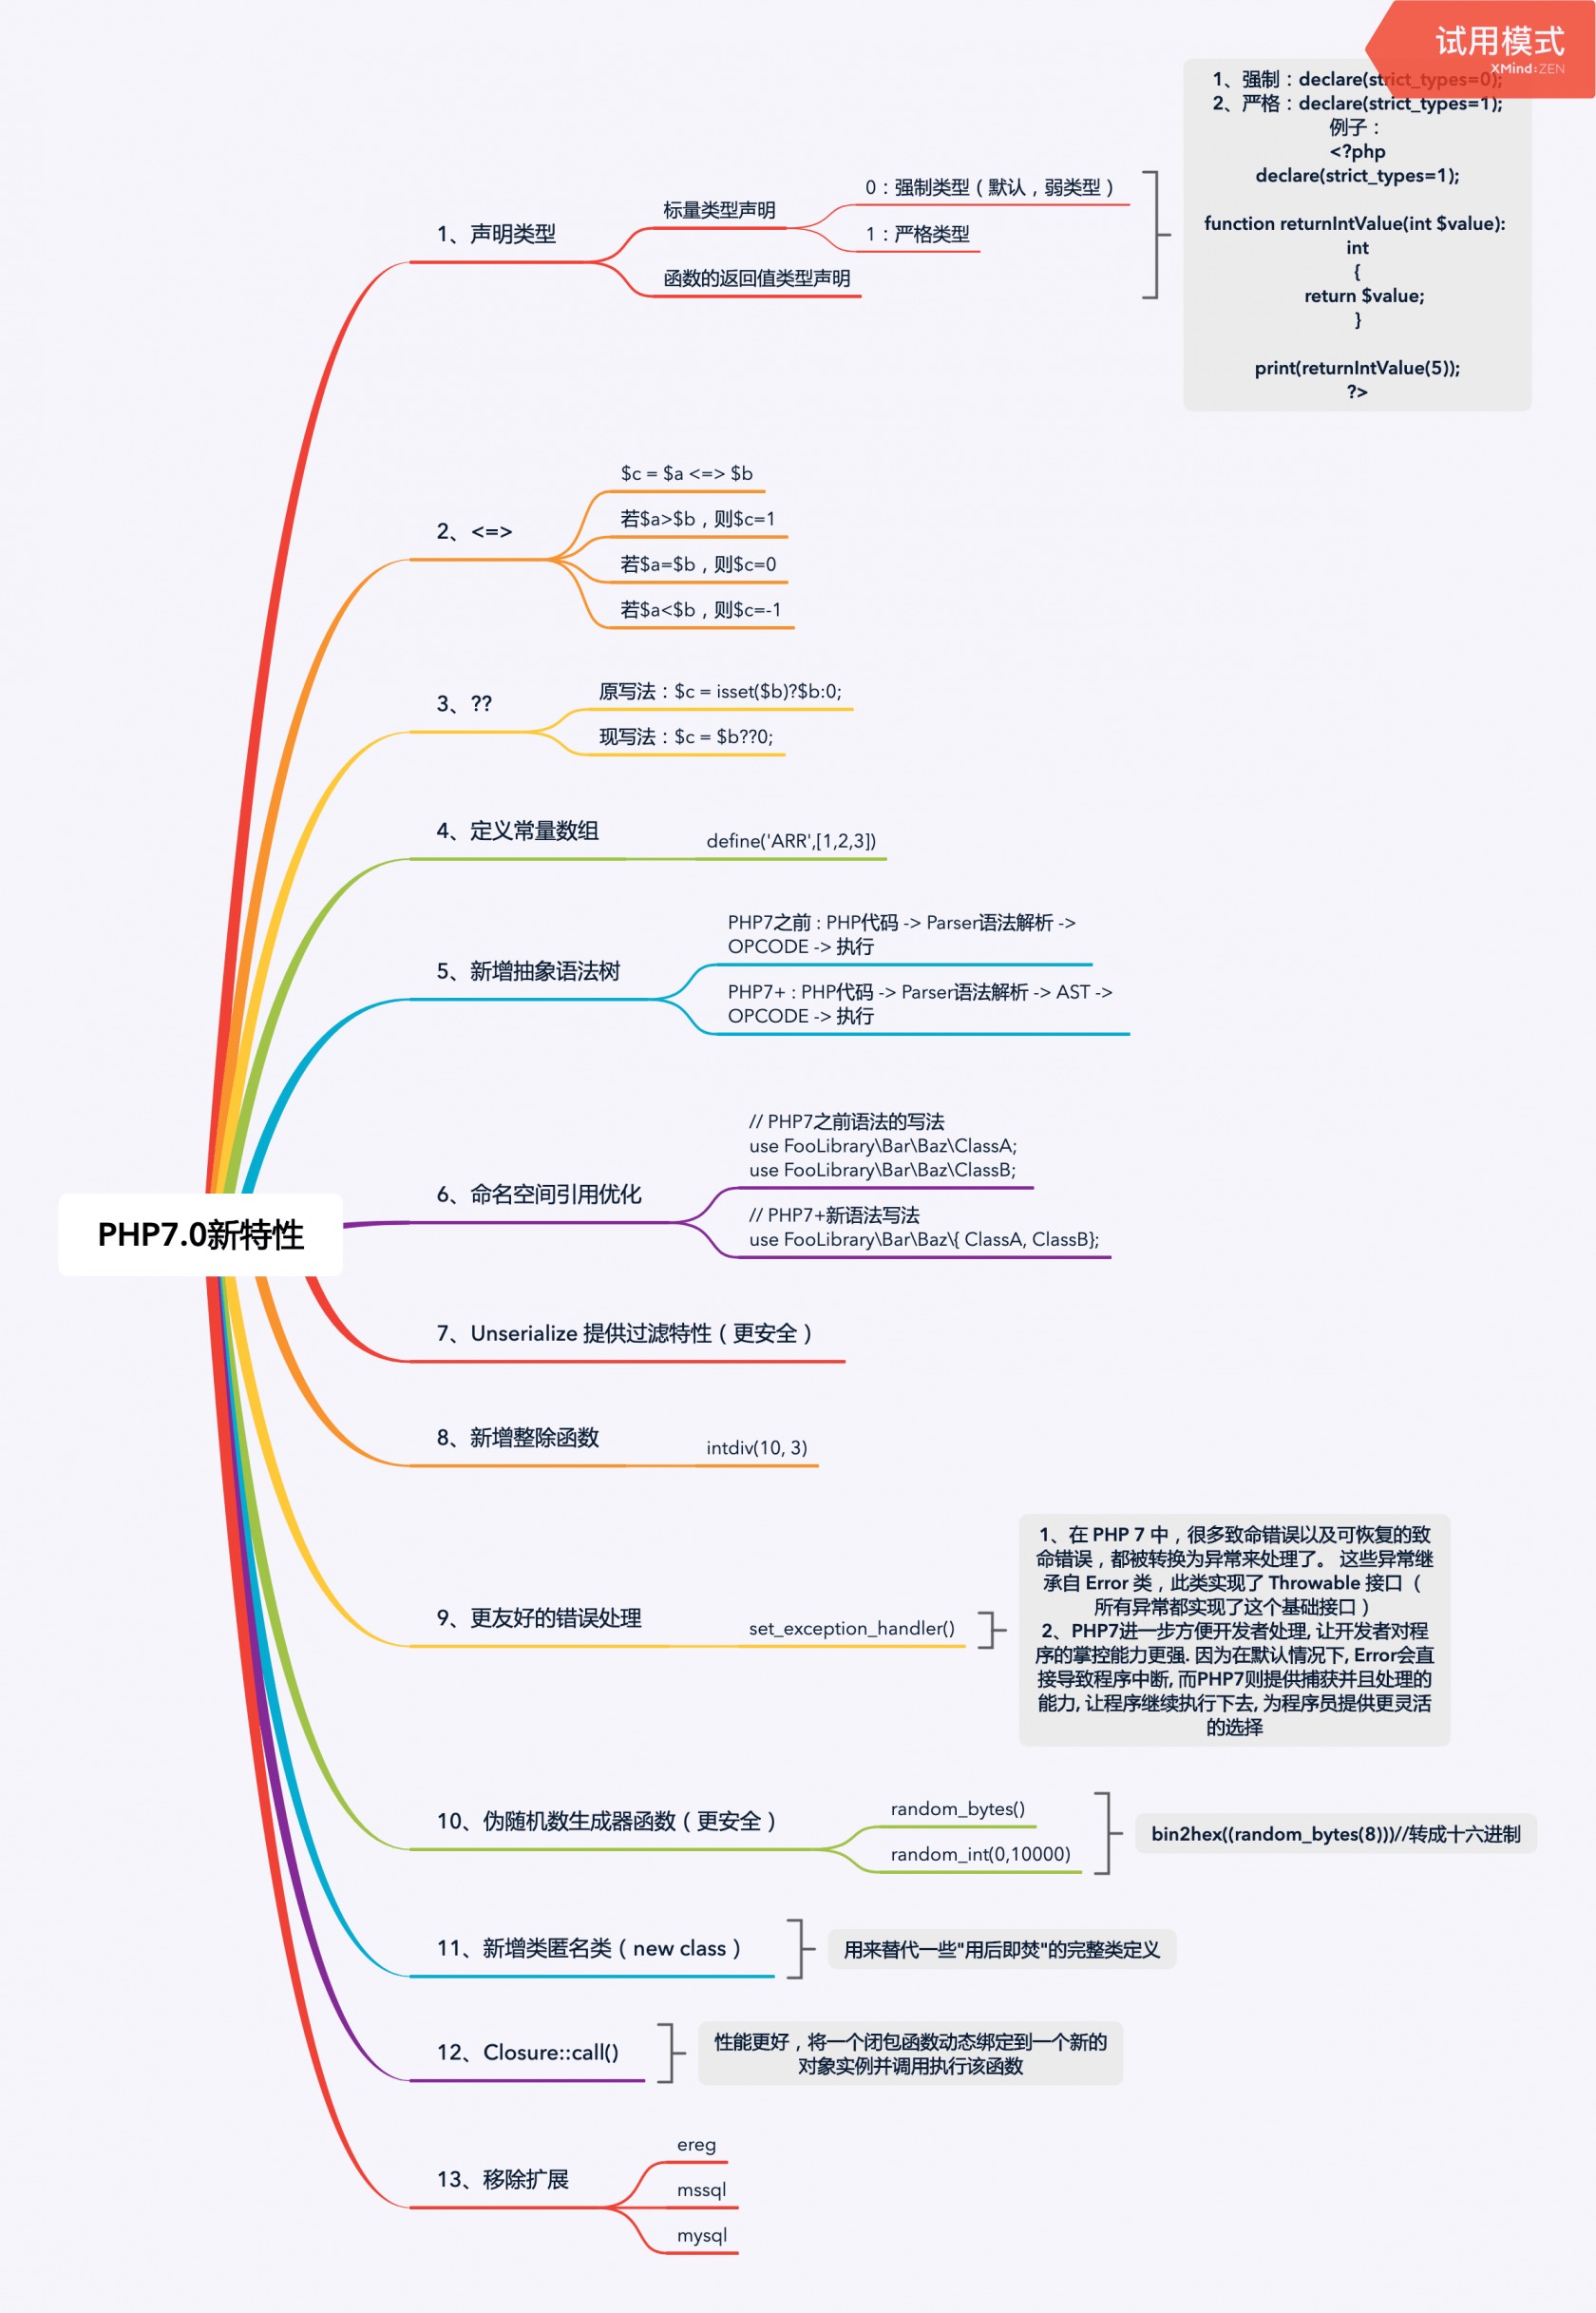 试用模式
XMind:ZEN
1、强制：declare(strict_types=0);
2、严格：declare(strict_types=1);
例子：
<?php
declare(strict_types=1);
function returnIntValue(int $value):
int
{
return $value;
}
print(returnIntValue(5));
?>
1、声明类型
标量类型声明
0：强制类型（默认，弱类型）
1：严格类型
函数的返回值类型声明
2、<=>
$c = $a <=> $b
若$a>$b，则$c=1
若$a=$b，则$c=0
若$a<$b，则$c=-1
3、??
原写法：$c = isset($b)?$b:0;
现写法：$c = $b??0;
4、定义常量数组
define('ARR',[1,2,3])
5、新增抽象语法树
PHP7之前 : PHP代码 -> Parser语法解析 ->
OPCODE -> 执行
PHP7+ : PHP代码 -> Parser语法解析 -> AST ->
OPCODE -> 执行
6、命名空间引用优化
// PHP7之前语法的写法
use FooLibrary\Bar\Baz\ClassA;
use FooLibrary\Bar\Baz\ClassB;
// PHP7+新语法写法
use FooLibrary\Bar\Baz\{ ClassA, ClassB};
PHP7.0新特性
7、Unserialize 提供过滤特性（更安全）
8、新增整除函数
intdiv(10, 3)
9、更友好的错误处理
set_exception_handler()
1、在 PHP 7 中，很多致命错误以及可恢复的致
命错误，都被转换为异常来处理了。 这些异常继
承自 Error 类，此类实现了 Throwable 接口 （
所有异常都实现了这个基础接口）
2、PHP7进一步方便开发者处理, 让开发者对程
序的掌控能力更强. 因为在默认情况下, Error会直
接导致程序中断, 而PHP7则提供捕获并且处理的
能力, 让程序继续执行下去, 为程序员提供更灵活
的选择
10、伪随机数生成器函数（更安全）
random_bytes()
random_int(0,10000)
bin2hex((random_bytes(8)))//转成十六进制
11、新增类匿名类（new class）
用来替代一些"用后即焚"的完整类定义
12、Closure::call()
性能更好，将一个闭包函数动态绑定到一个新的
对象实例并调用执行该函数
13、移除扩展
ereg
mssql
mysql